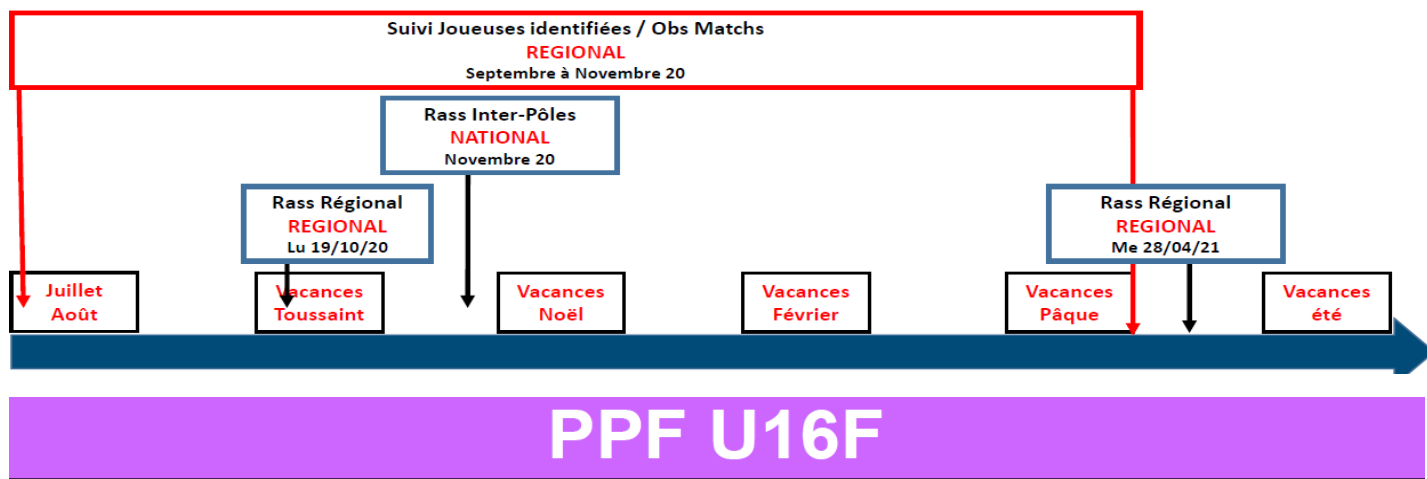 Suivi Joueuses identifiées / Obs Matchs
REGIONAL
Septembre à Novembre 20
Rass Inter-Pôles
NATIONAL
Novembre 20
Rass Régional
REGIONAL
Lu 19/10/20
Rass Régional
REGIONAL
Me 28/04/21
Juillet
Août
Vacances
Toussaint
Vacances
Noël
Vacances
Février
Vacances
Pâque
Vacances
été
PPF U16F